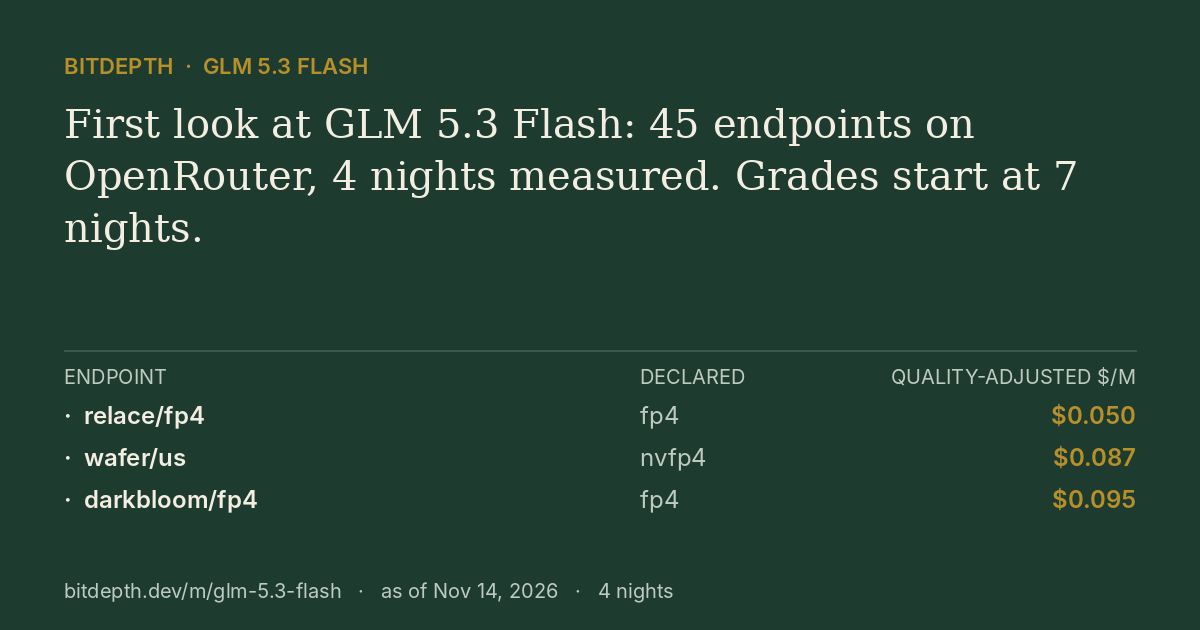 BITDEPTH · GLM 5.3 FLASH
First look at GLM 5.3 Flash: 45 endpoints on
OpenRouter, 4 nights measured. Grades start at 7
nights.
ENDPOINT DECLARED QUALITY-ADJUSTED $/M
· relace/fp4 fp4 $0.050
· wafer/us nvfp4 $0.087
· darkbloom/fp4 fp4 $0.095
bitdepth.dev/m/glm-5.3-flash · as of Nov 14, 2026 · 4 nights